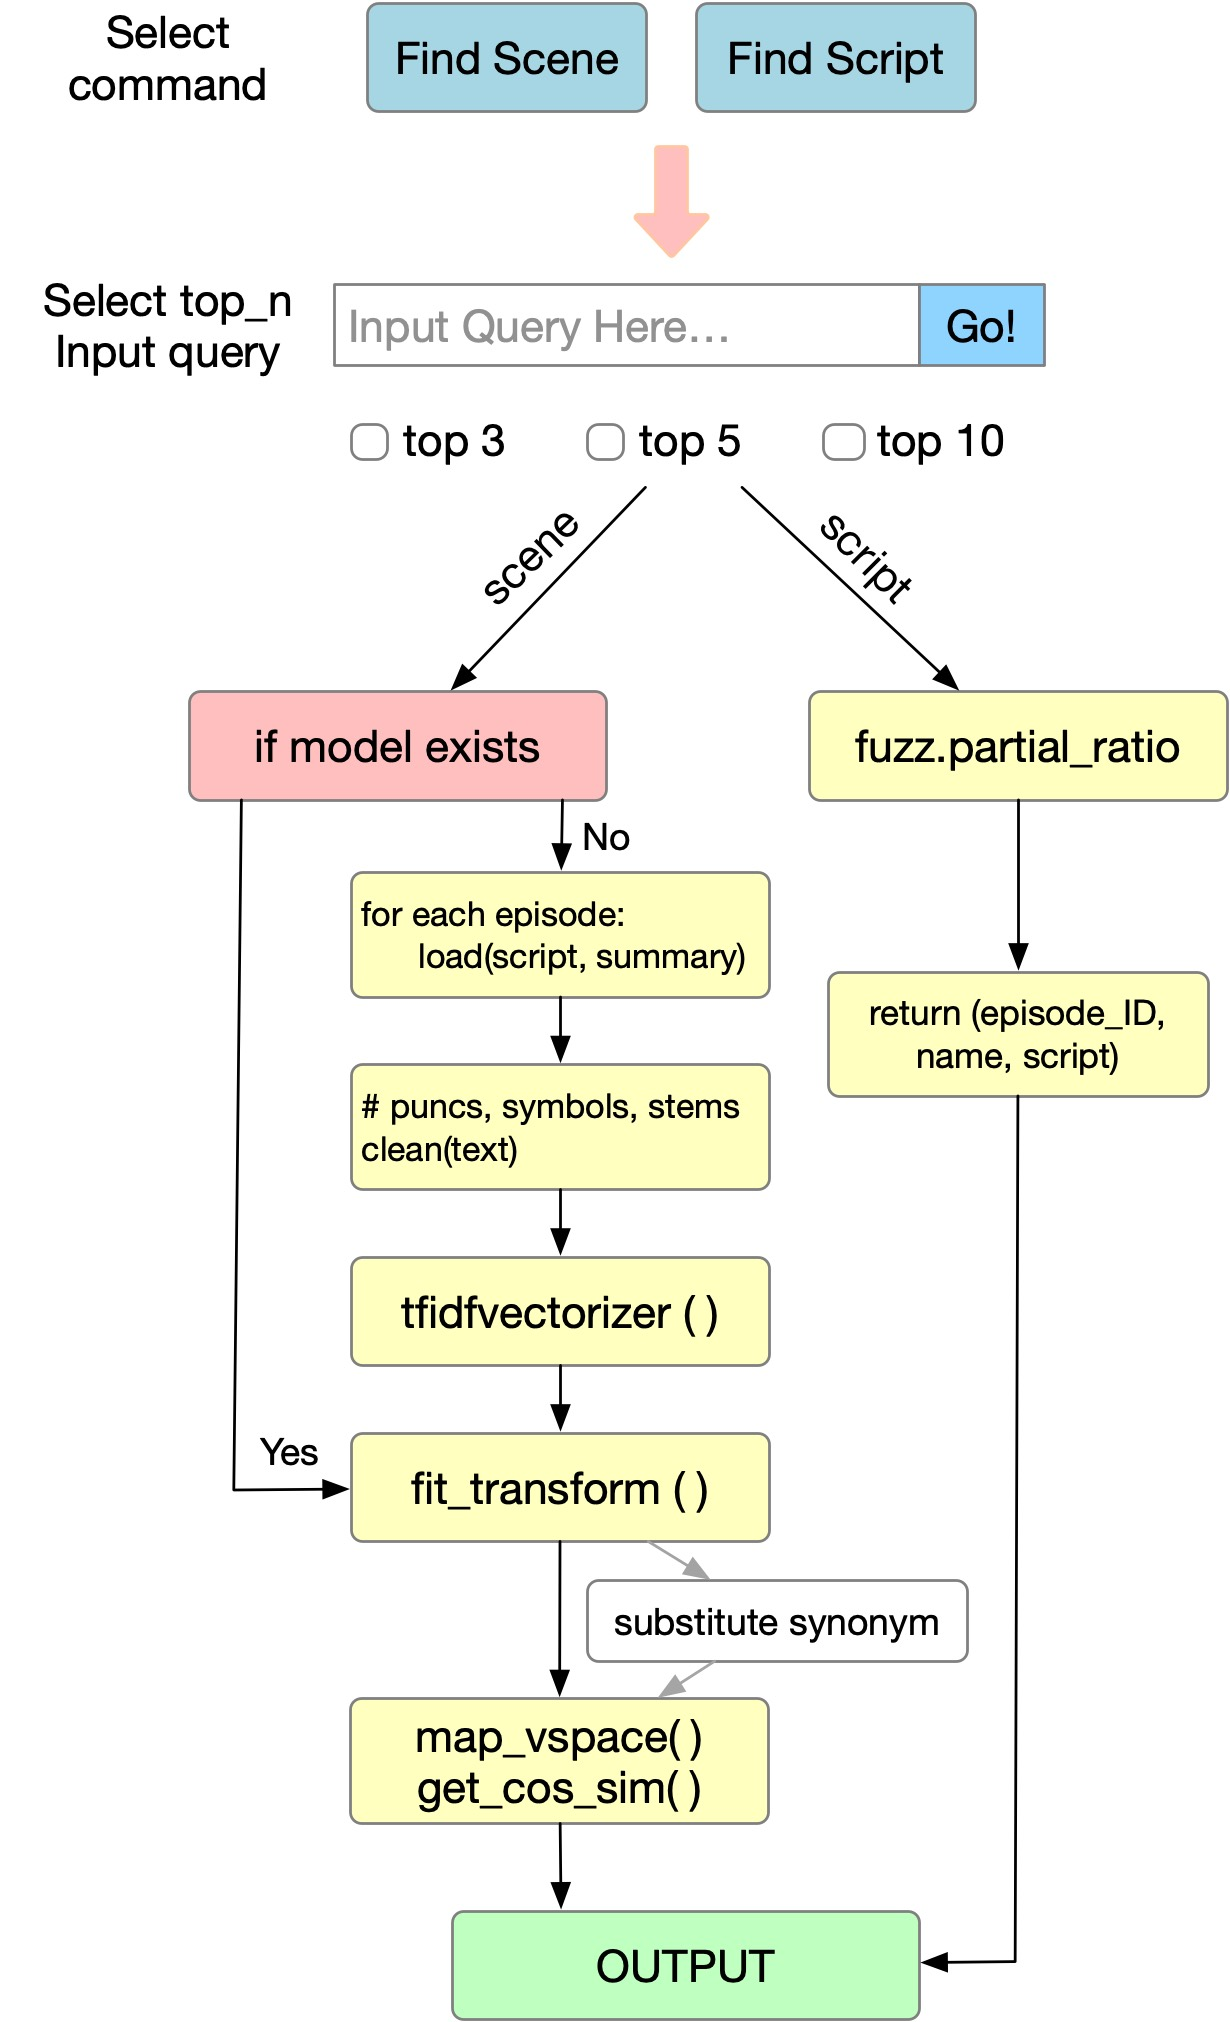 Select
command
Find Scene
Find Script
Select top_n
Input query
Input Query Here...
Go!
top 3
top 5
top 10
scene
script
if model exists
fuzz.partial_ratio
No
for each episode:
load(script, summary)
return (episode_ID,
name, script)
# puncs, symbols, stems
clean(text)
tfidfvectorizer ( )
Yes
fit_transform ( )
substitute synonym
map_vspace( )
get_cos_sim( )
OUTPUT